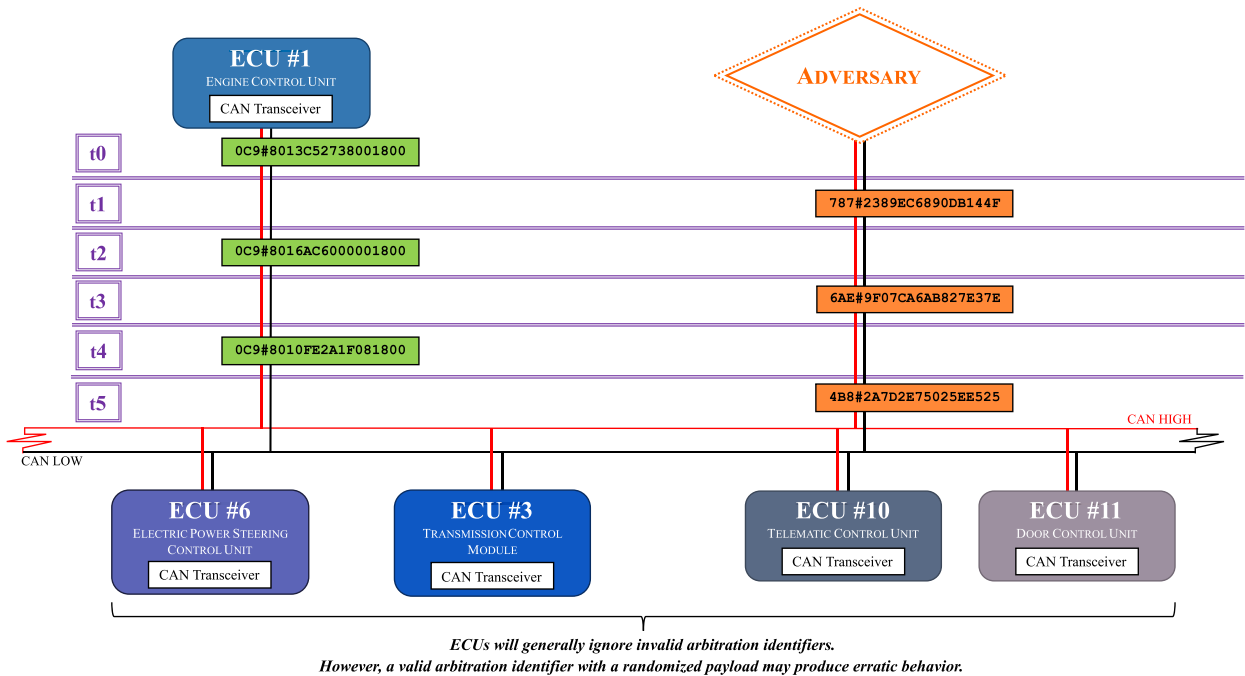 ECU #1
ENGINE CONTROL UNIT
CAN Transceiver
ADVERSARY
t0
0C9#8013C52738001800
t1
787#2389EC6890DB144F
t2
0C9#8016AC6000001800
t3
6AE#9F07CA6AB827E37E
t4
0C9#8010FE2A1F081800
t5
4B8#2A7D2E75025EE525
CAN HIGH
CAN LOW
ECU #6
ELECTRIC POWER STEERING
CONTROL UNIT
CAN Transceiver
ECU #3
TRANSMISSION CONTROL
MODULE
CAN Transceiver
ECU #10
TELEMATIC CONTROL UNIT
CAN Transceiver
ECU #11
DOOR CONTROL UNIT
CAN Transceiver
ECUs will generally ignore invalid arbitration identifiers.
However, a valid arbitration identifier with a randomized payload may produce erratic behavior.